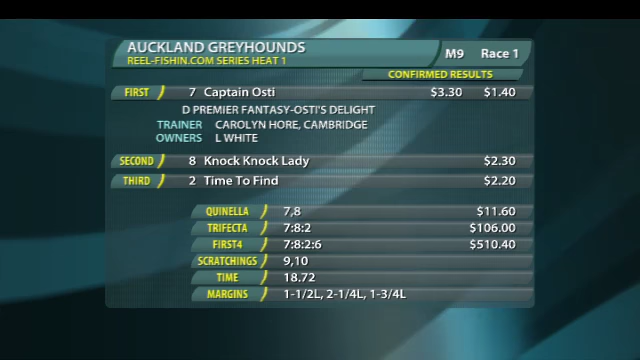 AUCKLAND GREYHOUNDS
REEL-FISHIN.COM SERIES HEAT 1
M9 Race 1
CONFIRMED RESULTS
FIRST 7 Captain Osti $3.30 $1.40
D PREMIER FANTASY-OSTI'S DELIGHT
TRAINER CAROLYN HORE, CAMBRIDGE
OWNERS L WHITE
SECOND 8 Knock Knock Lady $2.30
THIRD 2 Time To Find $2.20
QUINELLA 7,8 $11.60
TRIFECTA 7:8:2 $106.00
FIRST4 7:8:2:6 $510.40
SCRATCHINGS 9,10
TIME 18.72
MARGINS 1-1/2L, 2-1/4L, 1-3/4L